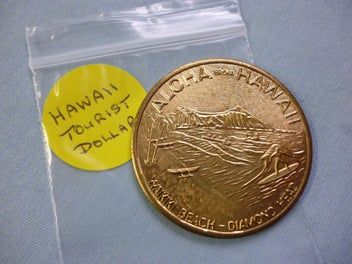 HAWAII
TOURIST
DOLLAR
ALOHA FROM HAWAII
WAIKIKI BEACH - DIAMOND HEAD